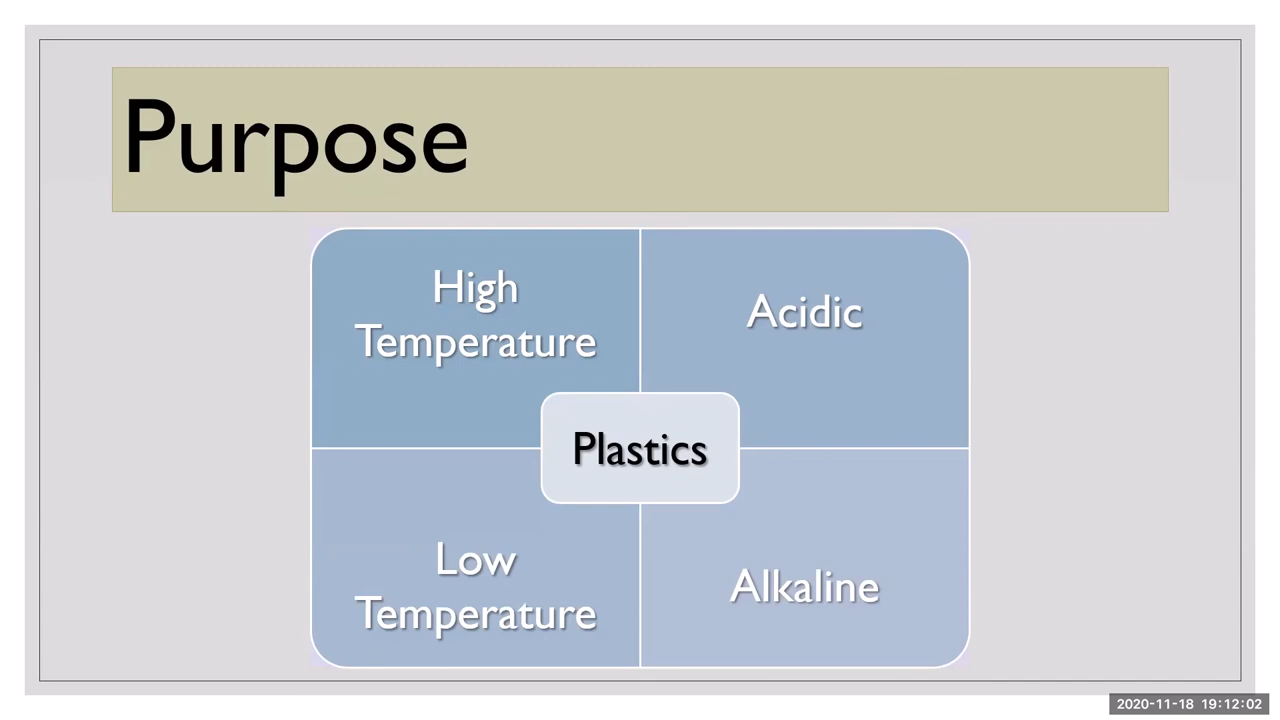 Purpose
High
Temperature
Acidic
Plastics
Low
Temperature
Alkaline
2020-11-18 19:12:02